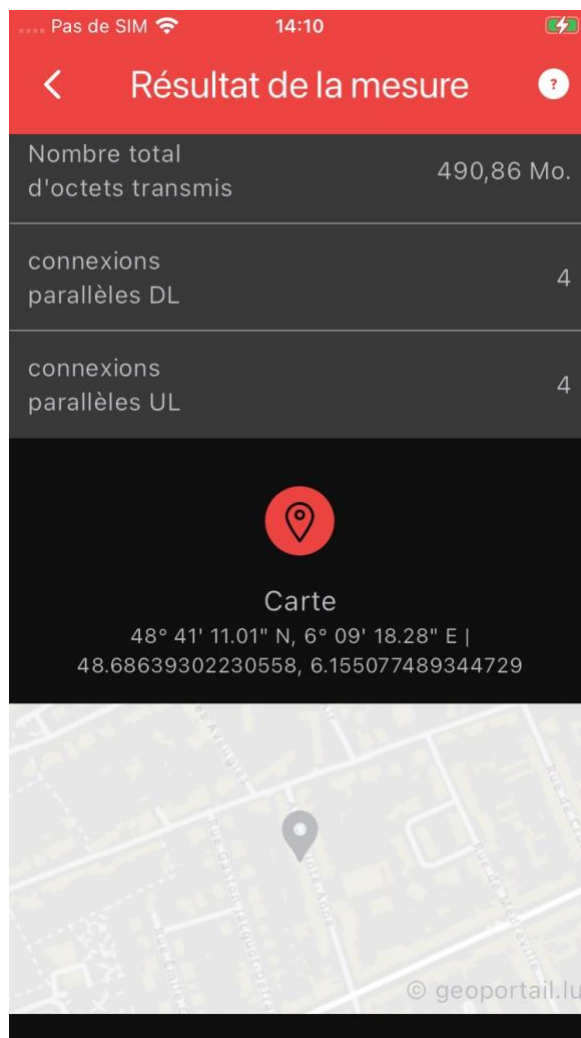 Pas de SIM 14:10
Résultat de la mesure ?
Nombre total
d'octets transmis
490,86 Mo.
connexions
parallèles DL
4
connexions
parallèles UL
4
Carte
48° 41' 11.01" N, 6° 09' 18.28" E |
48.68639302230558, 6.155077489344729
Rue de
© geoportail.lu